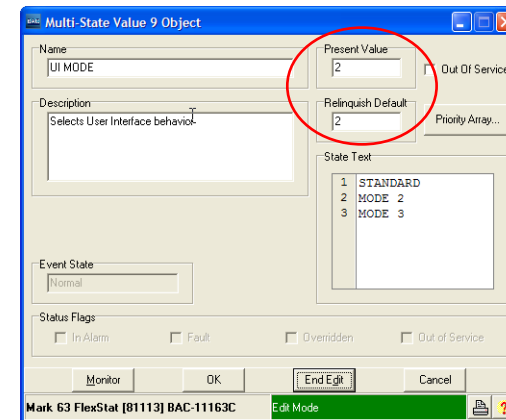 Multi-State Value 9 Object
Name
UI MODE
Present Value
2
Out Of Service
Description
Selects User Interface behavior.
Relinquish Default
2
Priority Array...
State Text
1 STANDARD
2 MODE 2
3 MODE 3
Event State
Normal
Status Flags
In Alarm
Fault
Overridden
Out of Service
Monitor
OK
End Edit
Cancel
Mark 63 FlexStat [81113] BAC-11163C
Edit Mode
?